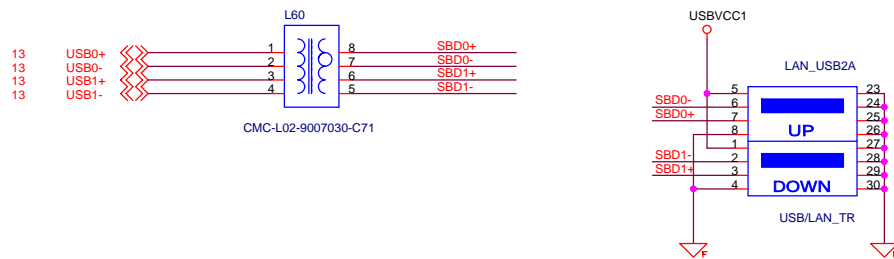 L60
13 USB0+ 1 8 SBD0+
13 USB0- 2 7 SBD0-
13 USB1+ 3 6 SBD1+
13 USB1- 4 5 SBD1-
CMC-L02-9007030-C71
USBVCC1
LAN_USB2A
5 23
SBD0- 6 24
SBD0+ 7 25
8 UP 26
1 27
SBD1- 2 28
SBD1+ 3 29
4 DOWN 30
USB/LAN_TR
F